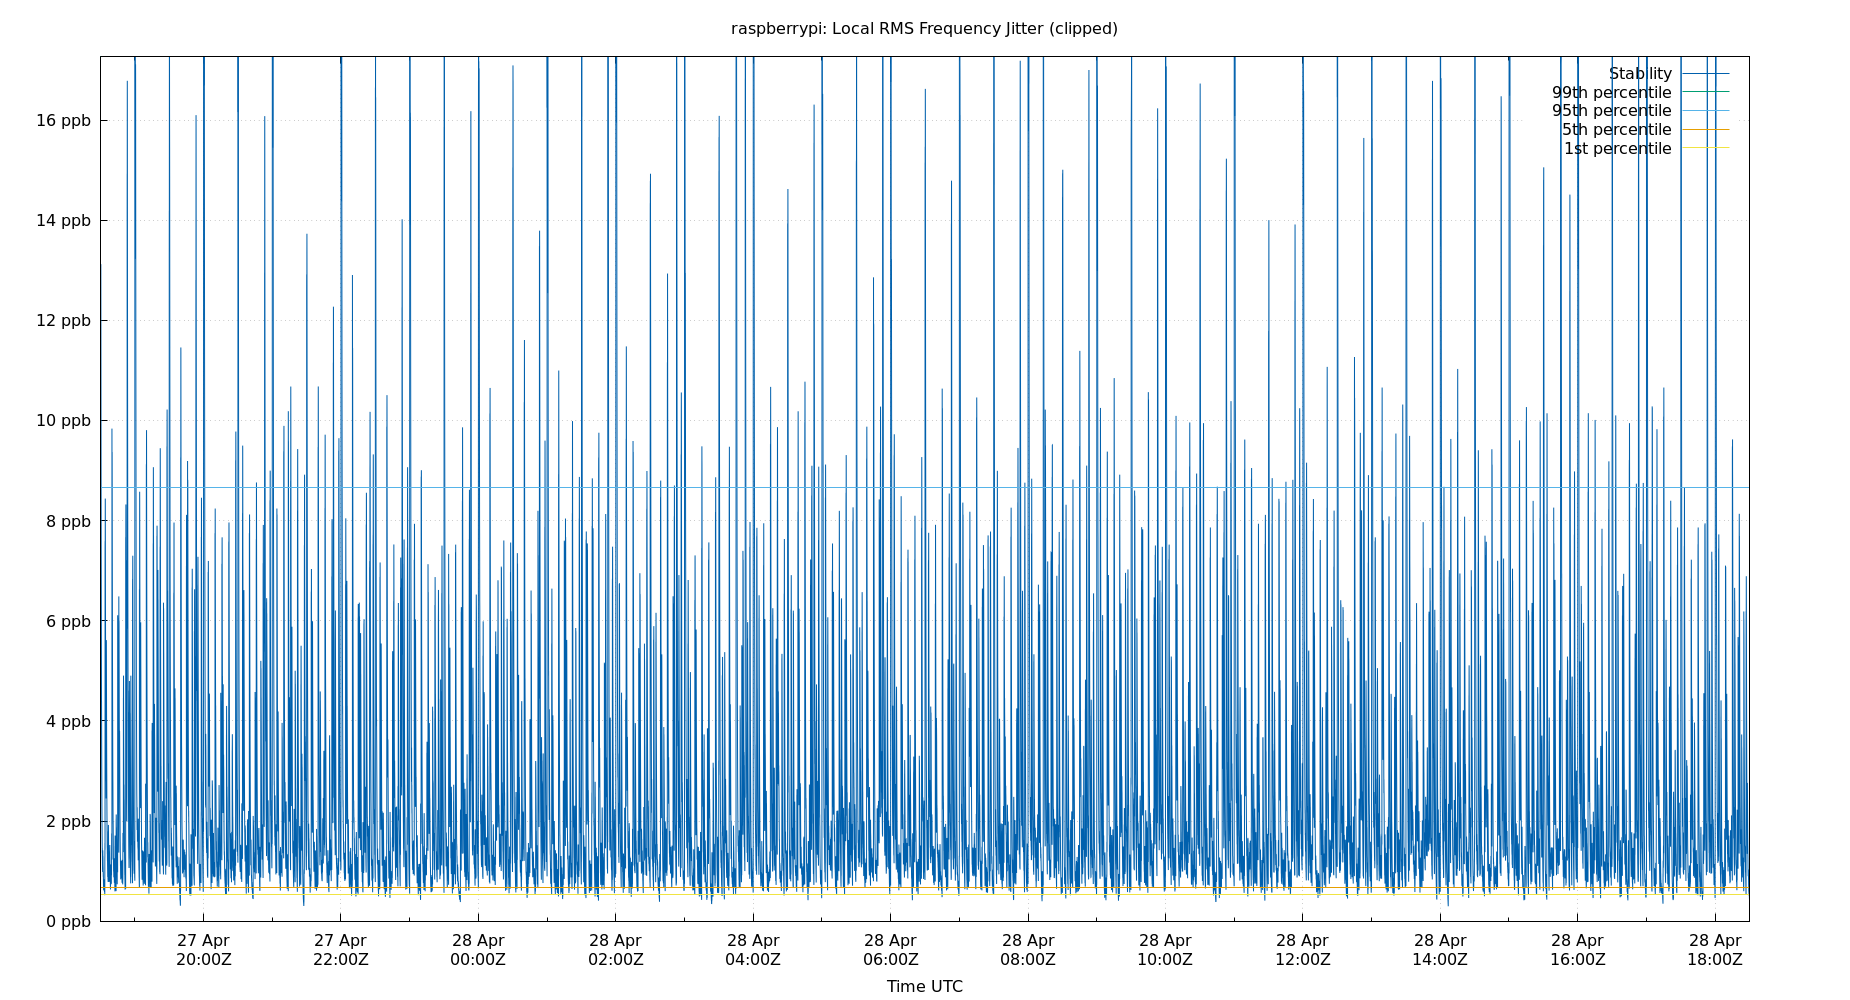 raspberrypi: Local RMS Frequency Jitter (clipped)
Stability
99th percentile
95th percentile
5th percentile
1st percentile
16 ppb
14 ppb
12 ppb
10 ppb
8 ppb
6 ppb
4 ppb
2 ppb
0 ppb
27 Apr 27 Apr 28 Apr 28 Apr 28 Apr 28 Apr 28 Apr 28 Apr 28 Apr 28 Apr 28 Apr 28 Apr
20:00Z 22:00Z 00:00Z 02:00Z 04:00Z 06:00Z 08:00Z 10:00Z 12:00Z 14:00Z 16:00Z 18:00Z
Time UTC